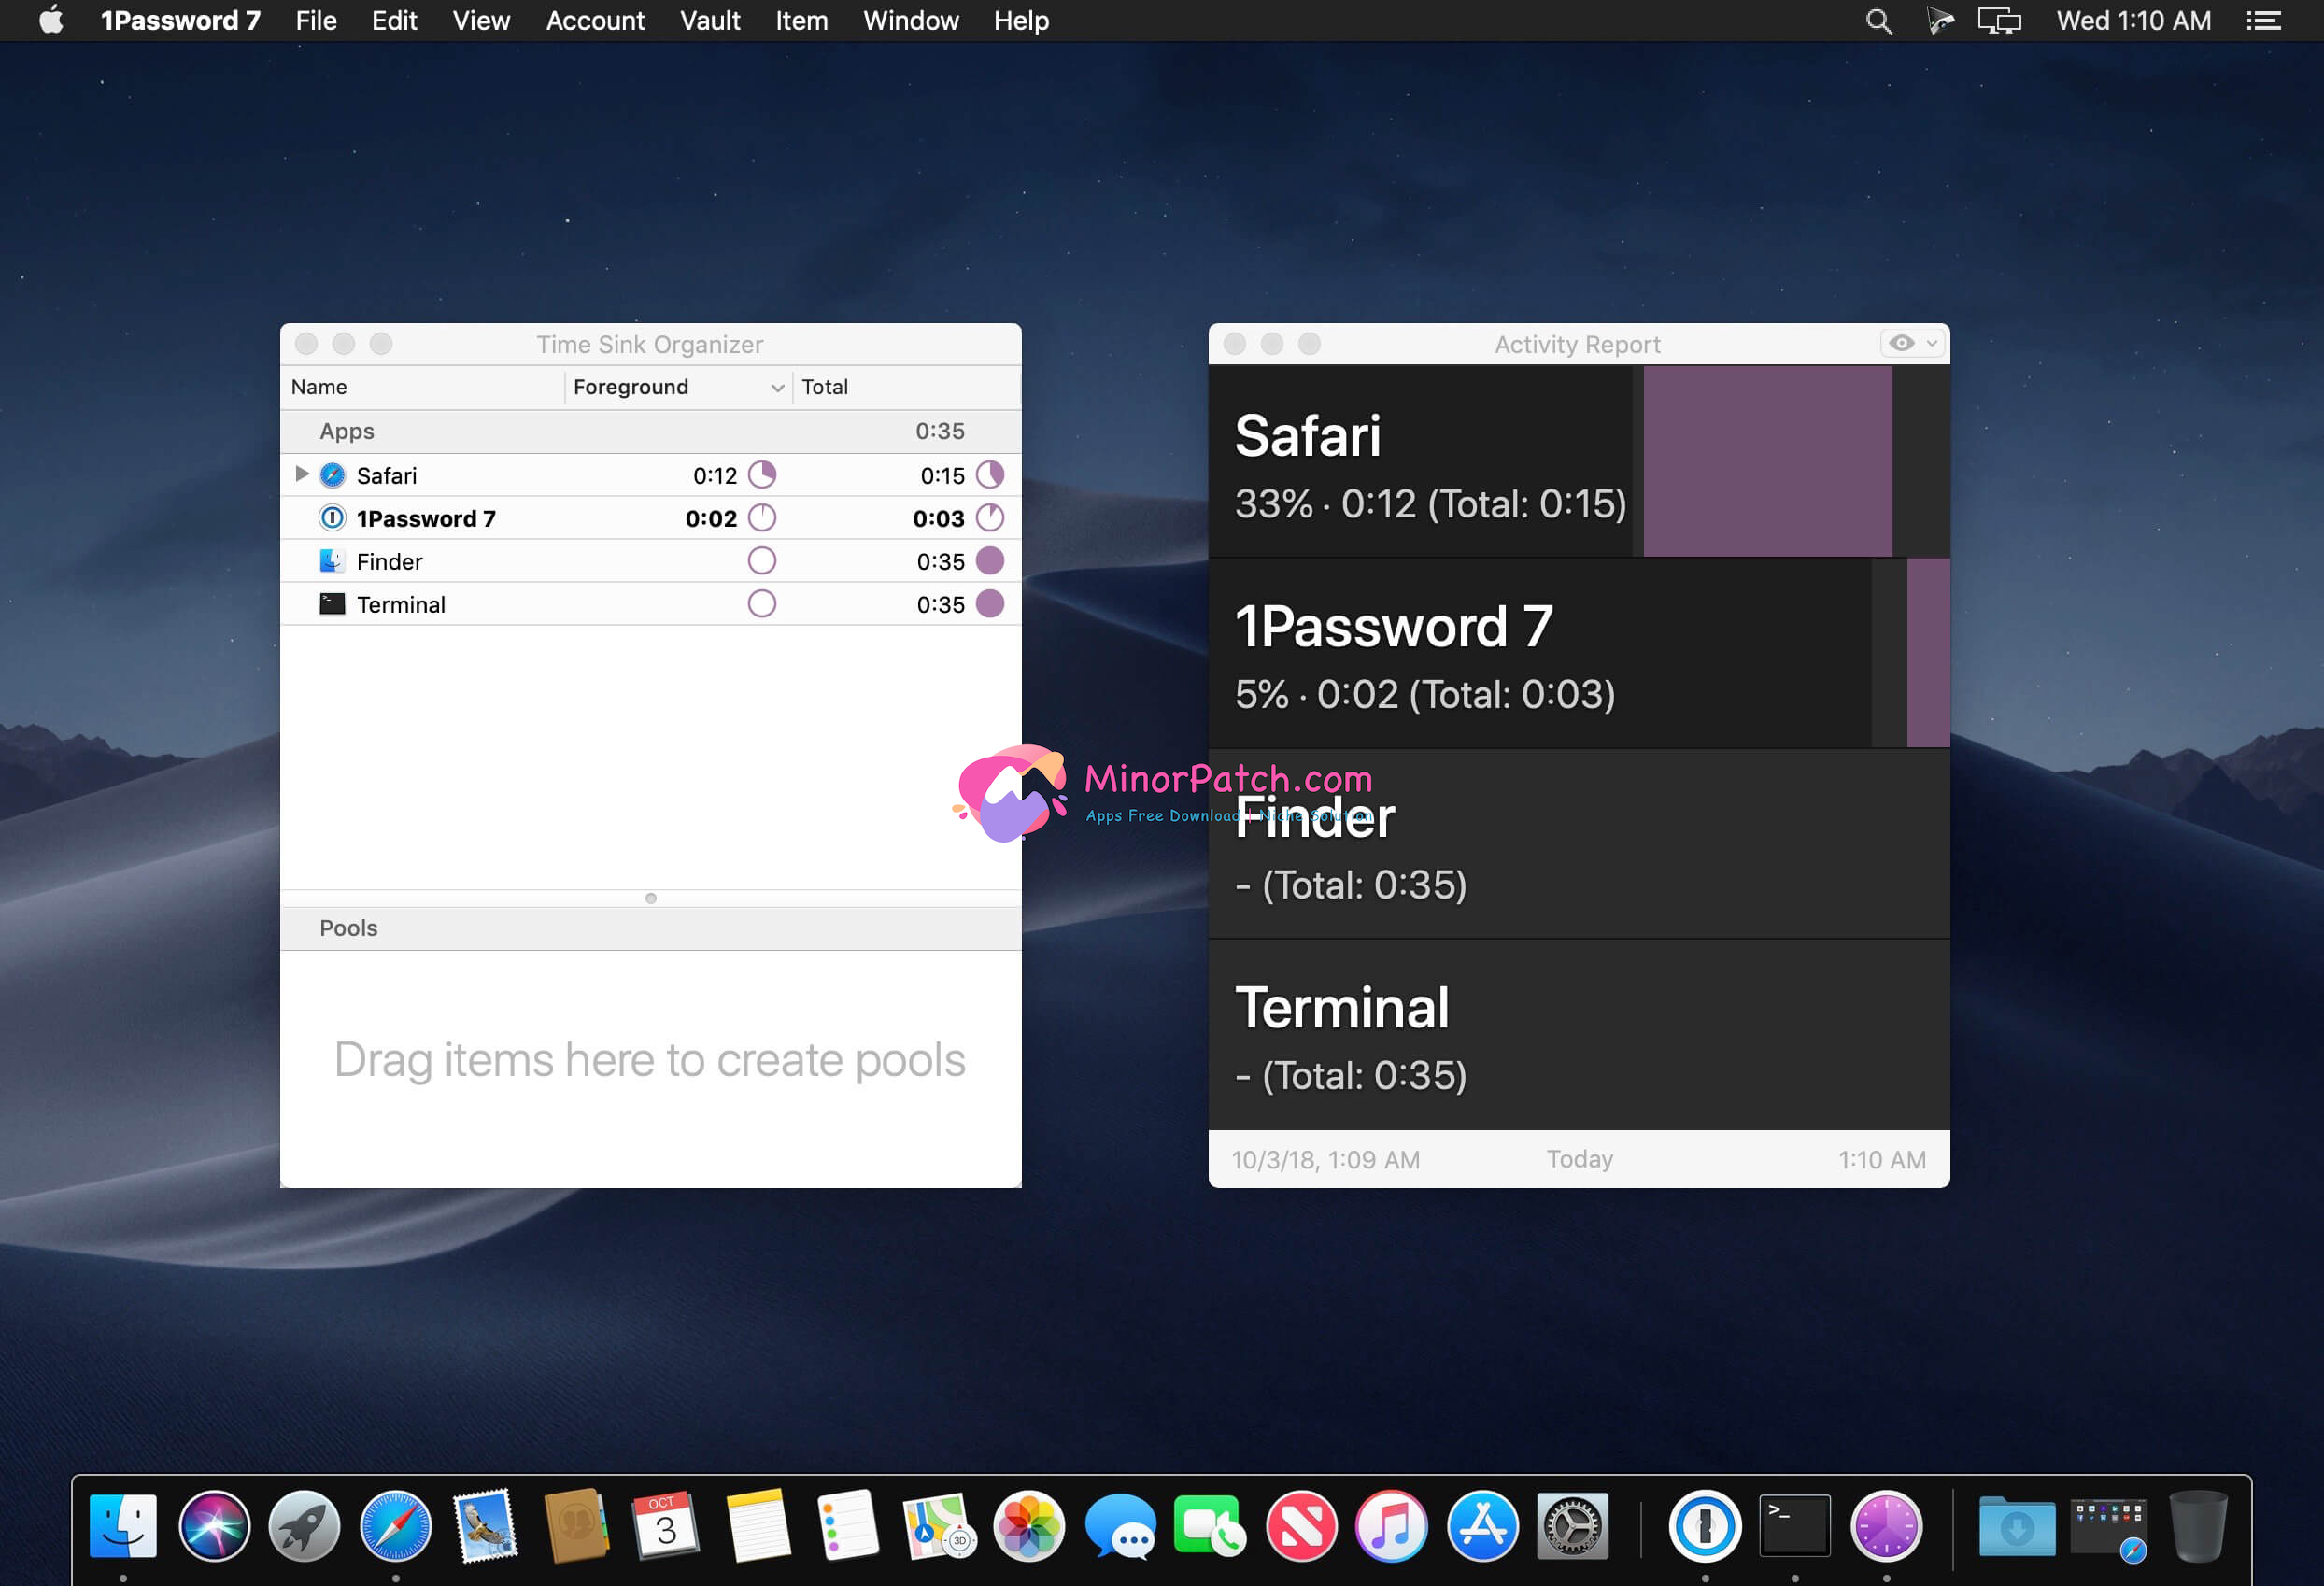 1Password 7 File Edit View Account Vault Item Window Help Wed 1:10 AM
Time Sink Organizer
Name Foreground Total
Apps 0:35
Safari 0:12 0:15
1Password 7 0:02 0:03
Finder 0:35
Terminal 0:35
Pools
Drag items here to create pools
Activity Report
Safari
33% · 0:12 (Total: 0:15)
1Password 7
5% · 0:02 (Total: 0:03)
MinorPatch.com
Apps Free Download | Niche Solution
Finder
- (Total: 0:35)
Terminal
- (Total: 0:35)
10/3/18, 1:09 AM Today 1:10 AM
OCT
3
3D
>_